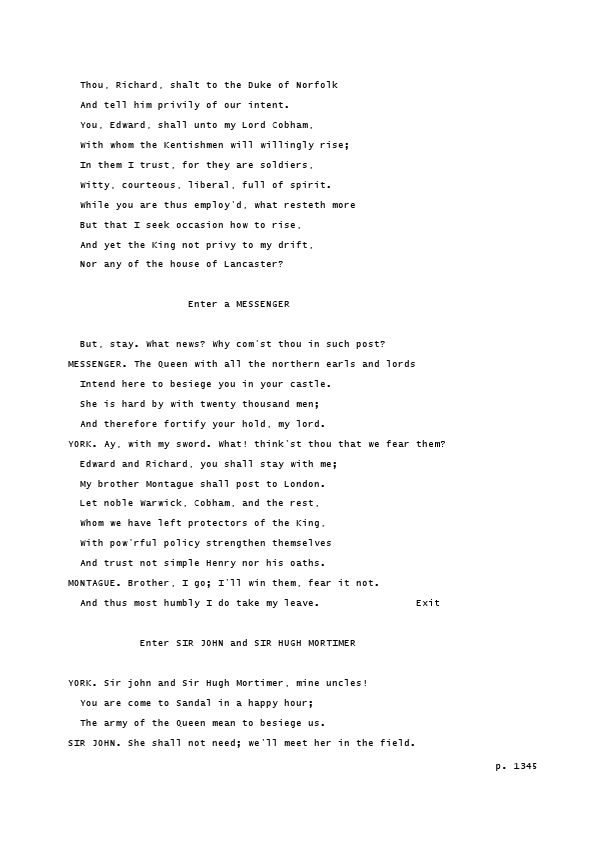 Thou, Richard, shalt to the Duke of Norfolk
And tell him privily of our intent.
You, Edward, shall unto my Lord Cobham,
With whom the Kentishmen will willingly rise;
In them I trust, for they are soldiers,
Witty, courteous, liberal, full of spirit.
While you are thus employ'd, what resteth more
But that I seek occasion how to rise,
And yet the King not privy to my drift,
Nor any of the house of Lancaster?
Enter a MESSENGER
But, stay. What news? Why com'st thou in such post?
MESSENGER. The Queen with all the northern earls and lords
Intend here to besiege you in your castle.
She is hard by with twenty thousand men;
And therefore fortify your hold, my lord.
YORK. Ay, with my sword. What! think'st thou that we fear them?
Edward and Richard, you shall stay with me;
My brother Montague shall post to London.
Let noble Warwick, Cobham, and the rest,
Whom we have left protectors of the King,
With pow'rful policy strengthen themselves
And trust not simple Henry nor his oaths.
MONTAGUE. Brother, I go; I'll win them, fear it not.
And thus most humbly I do take my leave. Exit
Enter SIR JOHN and SIR HUGH MORTIMER
YORK. Sir john and Sir Hugh Mortimer, mine uncles!
You are come to Sandal in a happy hour;
The army of the Queen mean to besiege us.
SIR JOHN. She shall not need; we'll meet her in the field.
p. 1345